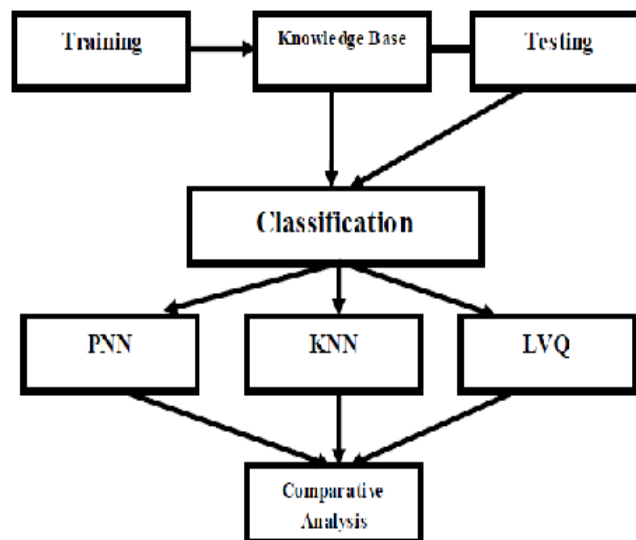 Training
Knowledge Base
Testing
Classification
PNN
KNN
LVQ
Comparative
Analysis